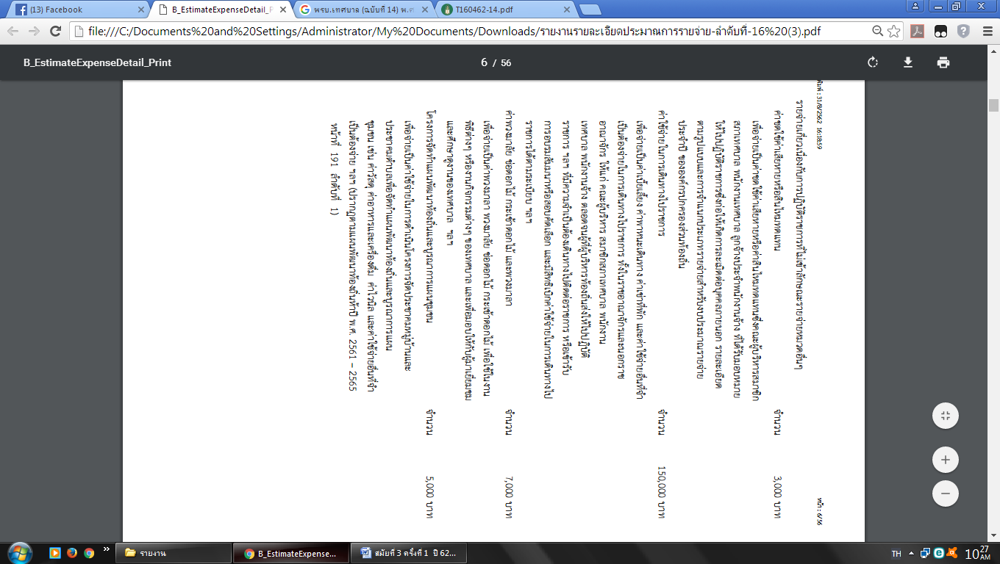 (13) Facebook
B_EstimateExpenseDetail_P
พรบ.เทศบาล (ฉบับที่ 14) พ.ศ
T160462-14.pdf
file:///C:/Documents%20and%20Settings/Administrator/My%20Documents/Downloads/รายงานรายละเอียดประมาณการรายจ่าย-ลำดับที่-16%20(3).pdf
B_EstimateExpenseDetail_Print
6 / 56
พิมพ์ : 31/8/2562 16:18:59
หน้า : 6/56
รายจ่ายเกี่ยวเนื่องกับการปฏิบัติราชการที่ไม่เข้าลักษณะรายจ่ายหมวดอื่นๆ
ค่าชดใช้ค่าเสียหายหรือสินไหมทดแทน จำนวน 3,000 บาท
เพื่อจ่ายเป็นค่าชดใช้ค่าเสียหายหรือค่าสินไหมทดแทนซึ่งคณะผู้บริหารสมาชิก
สภาเทศบาล พนักงานเทศบาล ลูกจ้างประจำพนักงานจ้าง ที่ได้รับมอบหมาย
ให้ไปปฏิบัติราชการซึ่งก่อให้เกิดการละเมิดต่อบุคคลภายนอก รายละเอียด
ตามรูปแบบและการจำแนกประเภทรายจ่ายสำหรับงบประมาณรายจ่าย
ประจำปี ขององค์กรปกครองส่วนท้องถิ่น
ค่าใช้จ่ายในการเดินทางไปราชการ จำนวน 150,000 บาท
เพื่อจ่ายเป็นค่าเบี้ยเลี้ยง ค่าพาหนะเดินทาง ค่าเช่าที่พัก และค่าใช้จ่ายอื่นที่จำ
เป็นต้องจ่ายในการเดินทางไปราชการ ทั้งในราชอาณาจักรและนอกราช
อาณาจักร ให้แก่ คณะผู้บริหาร สมาชิกสภาเทศบาล พนักงาน
เทศบาล พนักงานจ้าง ตลอดจนผู้ที่ผู้บริหารท้องถิ่นสั่งให้ไปปฏิบัติ
ราชการ ฯลฯ ที่มีความจำเป็นต้องเดินทางไปติดต่อราชการ หรือเข้ารับ
การอบรมสัมมนาหรือสอบคัดเลือก และมีสิทธิเบิกค่าใช้จ่ายในการเดินทางไป
ราชการได้ตามระเบียบ ฯลฯ
ค่าพวงมาลัย ช่อดอกไม้ กระเช้าดอกไม้ และพวงมาลา จำนวน 7,000 บาท
เพื่อจ่ายเป็นค่าพวงมาลา พวงมาลัย ช่อดอกไม้ กระเช้าดอกไม้ เพื่อใช้ในงาน
พิธีต่างๆ หรืองานกิจกรรมต่างๆ ของเทศบาล และเพื่อมอบให้กับผู้มาเยี่ยมชม
และศึกษาดูงานของเทศบาล ฯลฯ
โครงการจัดทำแผนพัฒนาท้องถิ่นและบูรณาการแผนชุมชน จำนวน 5,000 บาท
เพื่อจ่ายเป็นค่าใช้จ่ายในการดำเนินโครงการจัดประชาคมหมู่บ้านและ
ประชาคมตำบลเพื่อจัดทำแผนพัฒนาท้องถิ่นและบูรณาการแผน
ชุมชน เช่น ค่าวัสดุ ค่าอาหารและเครื่องดื่ม ค่าไวนิล และค่าใช้จ่ายอื่นที่จำ
เป็นต้องจ่าย ฯลฯ (ปรากฏตามแผนพัฒนาท้องถิ่นห้าปี พ.ศ. 2561 – 2565
หน้าที่ 191 ลำดับที่ 1)
รายงาน
B_EstimateExpense...
สมัยที่ 3 ครั้งที่ 1 ปี 62...
TH
10 27 AM